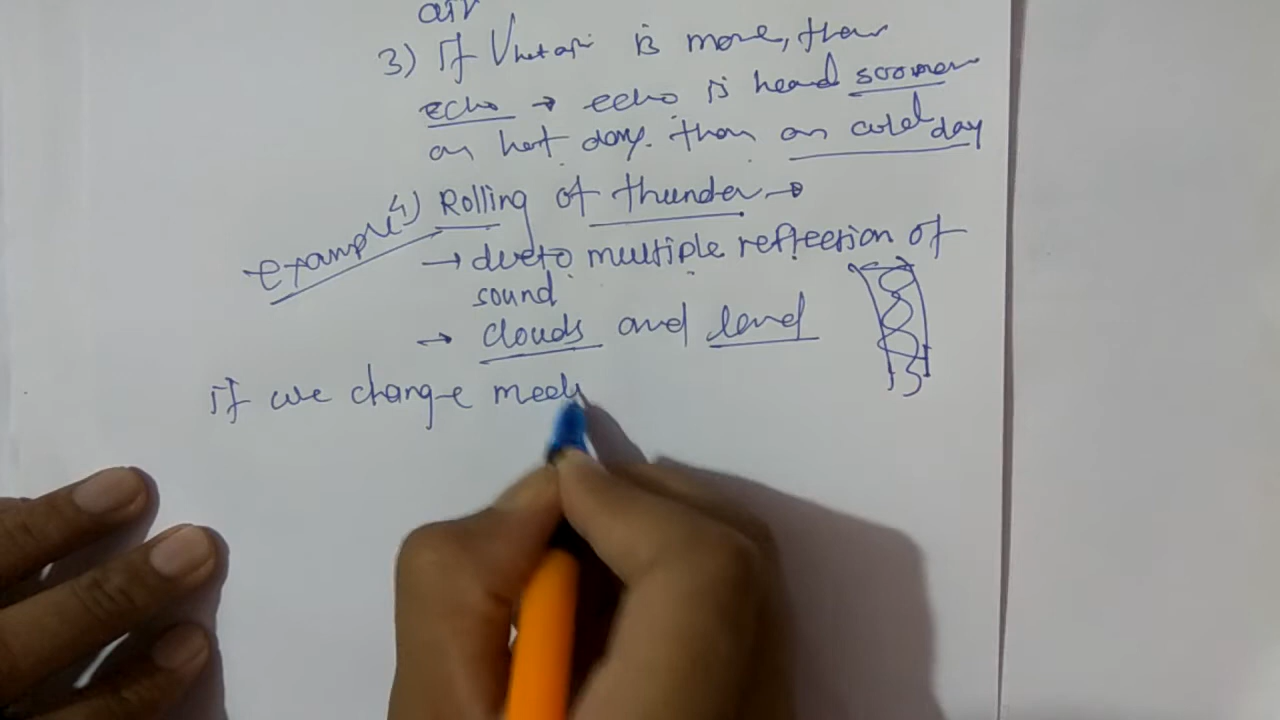 air
3) If Vhot air is more, then
echo → echo is heard sooner
on hot day. than on cold day
example 4) Rolling of thunder →
→ due to multiple reflection of
sound
→ clouds and land
if we change medi